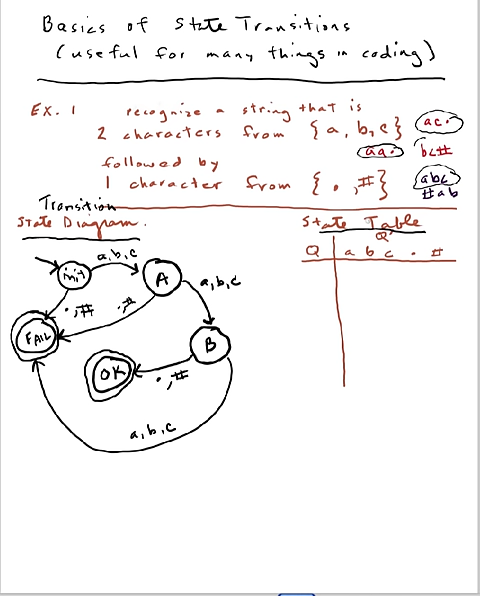 Basics of State Transitions
(useful for many things in coding)
EX. 1 recognize a string that is
2 characters from {a, b, c}
followed by
1 character from {., #}
ac.
aa.
bc#
abc
#ab
Transition
State Diagram.
init
a,b,c
A
a,b,c
.,#
.,#
FAIL
B
OK
.,#
a,b,c
State Table
Q'
Q a b c . #